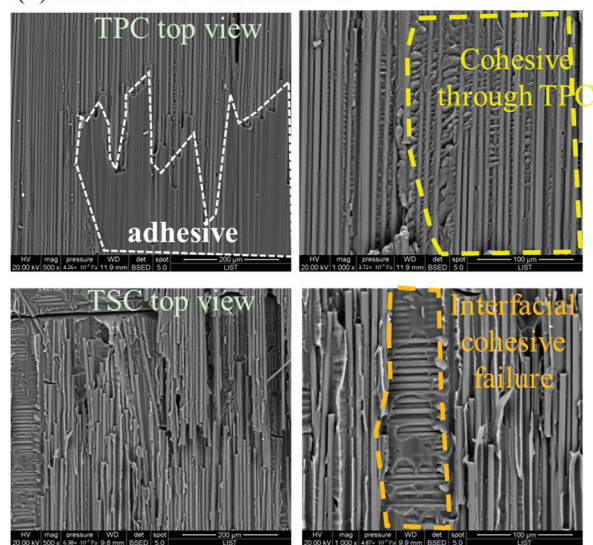 TPC top view
adhesive
HV mag pressure WD det spot 200 µm
20.00 kV 500 x 11.9 mm BSED 5.0 LIST
Cohesive
through TPC
HV mag pressure WD det spot 100 µm
20.00 kV 1 000 x 11.9 mm BSED 5.0 LIST
TSC top view
HV mag pressure WD det spot 200 µm
20.00 kV 500 x 9.8 mm BSED 5.0 LIST
Interfacial
cohesive
failure
HV mag pressure WD det spot 100 µm
20.00 kV 1 000 x 9.9 mm BSED 5.0 LIST